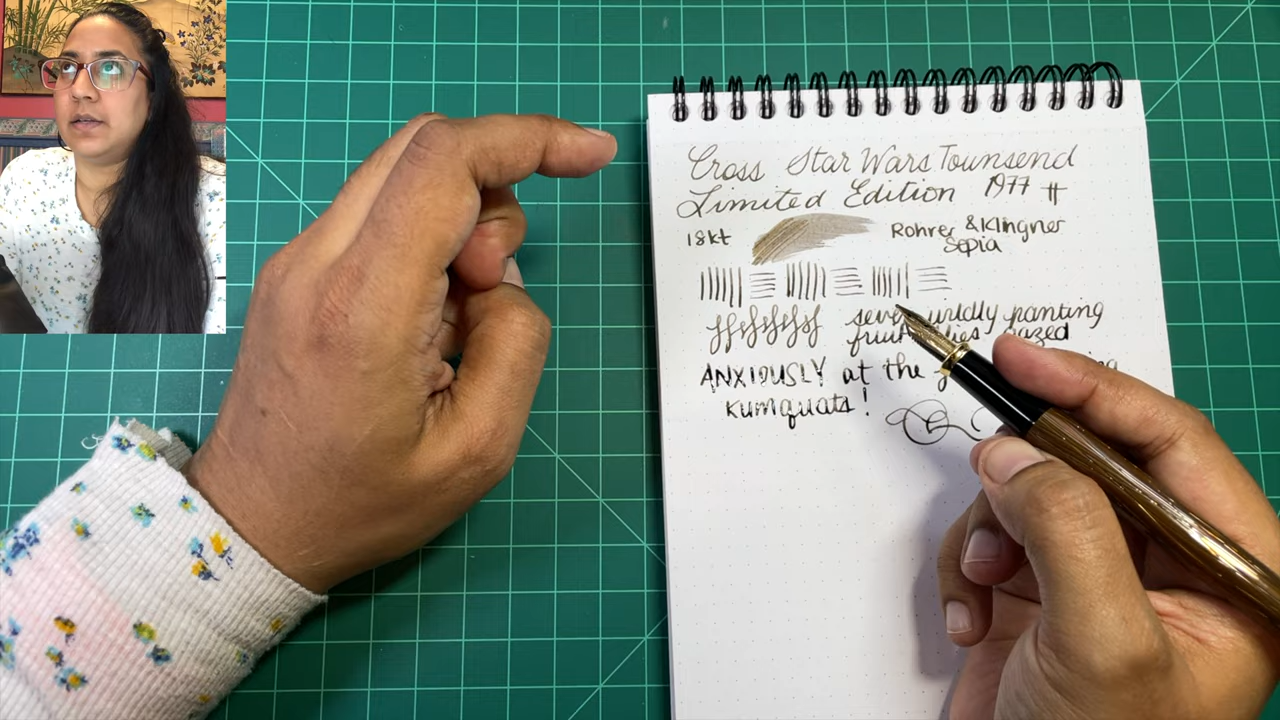 Cross Star Wars Townsend
Limited Edition 1977 #
18kt
Rohrer & Klingner
Sepia
seven wildly panting
fruit flies gazed
ANXIOUSLY at the
kumquats!